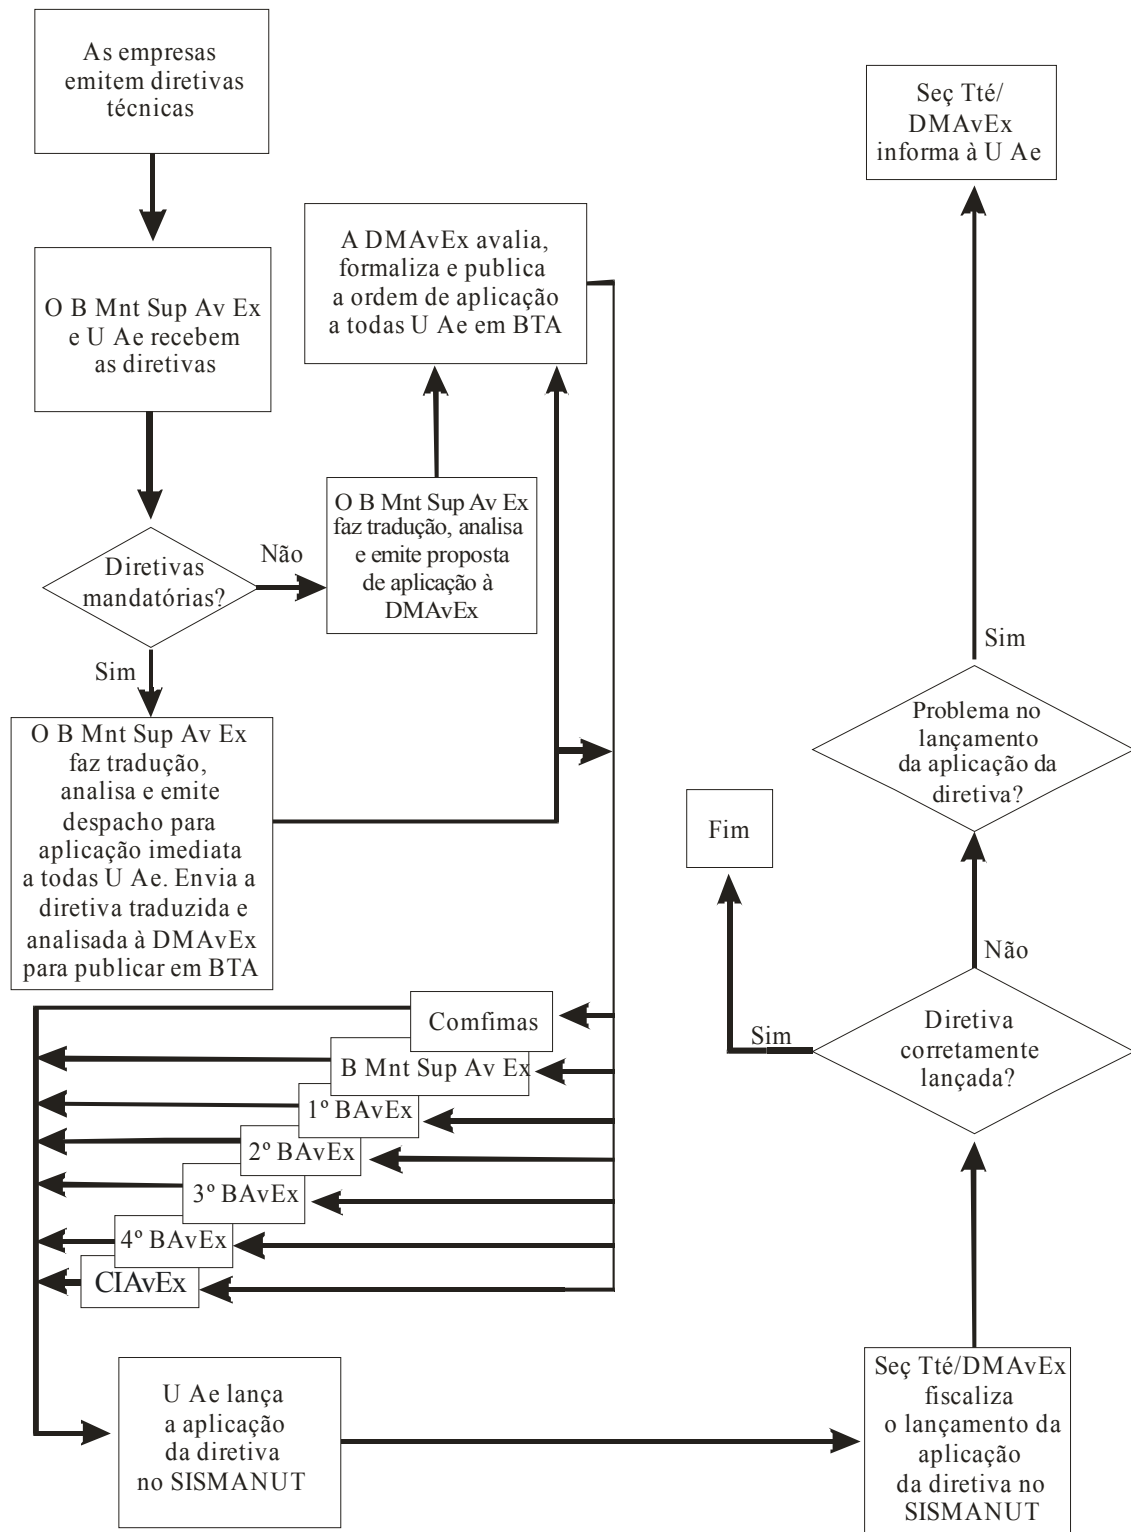 As empresas
emitem diretivas
técnicas
O B Mnt Sup Av Ex
e U Ae recebem
as diretivas
Diretivas
mandatórias?
Não
Sim
O B Mnt Sup Av Ex
faz tradução, analisa
e emite proposta
de aplicação à
DMAvEx
A DMAvEx avalia,
formaliza e publica
a ordem de aplicação
a todas U Ae em BTA
O B Mnt Sup Av Ex
faz tradução,
analisa e emite
despacho para
aplicação imediata
a todas U Ae. Envia a
diretiva traduzida e
analisada à DMAvEx
para publicar em BTA
Comfimas
B Mnt Sup Av Ex
1º BAvEx
2º BAvEx
3º BAvEx
4º BAvEx
CIAvEx
U Ae lança
a aplicação
da diretiva
no SISMANUT
Seç Tté/DMAvEx
fiscaliza
o lançamento da
aplicação
da diretiva no
SISMANUT
Diretiva
corretamente
lançada?
Sim
Fim
Não
Problema no
lançamento
da aplicação da
diretiva?
Sim
Seç Tté/
DMAvEx
informa à U Ae